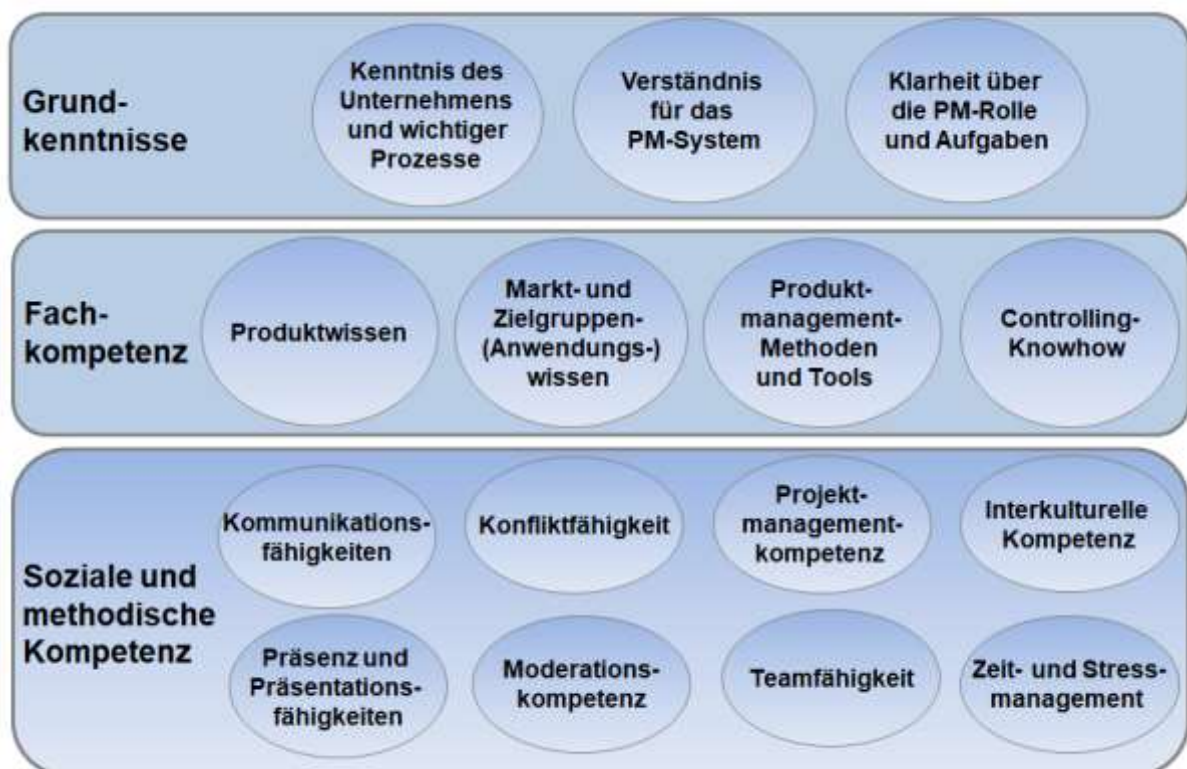 Grund-
kenntnisse
Kenntnis des
Unternehmens
und wichtiger
Prozesse
Verständnis
für das
PM-System
Klarheit über
die PM-Rolle
und Aufgaben
Fach-
kompetenz
Produktwissen
Markt- und
Zielgruppen-
(Anwendungs-)
wissen
Produkt-
management-
Methoden
und Tools
Controlling-
Knowhow
Soziale und
methodische
Kompetenz
Kommunikations-
fähigkeiten
Konfliktfähigkeit
Projekt-
management-
kompetenz
Interkulturelle
Kompetenz
Präsenz und
Präsentations-
fähigkeiten
Moderations-
kompetenz
Teamfähigkeit
Zeit- und Stress-
management